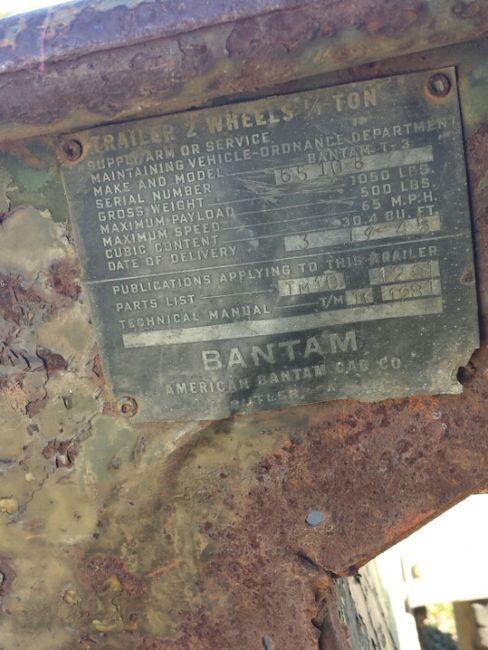 TRAILER 2 WHEELS ¼ TON
SUPPLY ARM OR SERVICE
MAINTAINING VEHICLE-ORDNANCE DEPARTMENT
MAKE AND MODEL BANTAM T-3
SERIAL NUMBER 65108
GROSS WEIGHT 1050 LBS.
MAXIMUM PAYLOAD 500 LBS.
MAXIMUM SPEED 65 M.P.H.
CUBIC CONTENT 30.4 CU. FT.
DATE OF DELIVERY 3 - 45
PUBLICATIONS APPLYING TO THIS TRAILER
PARTS LIST TM10
TECHNICAL MANUAL T/M
BANTAM
AMERICAN BANTAM CAR CO.
BUTLER, PA.